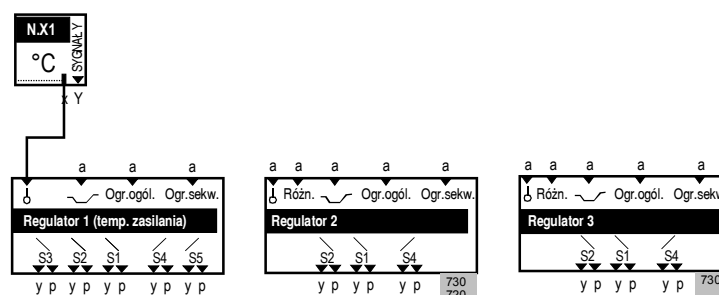 N.X1
SYGNAŁY
°C
x Y
a a a
a a a a a
a a a a a
Ogr.ogól. Ogr.sekw.
Różn. Ogr.ogól. Ogr.sekw.
Różn. Ogr.ogól. Ogr.sekw
Regulator 1 (temp. zasilania)
Regulator 2
Regulator 3
S3 S2 S1 S4 S5
S2 S1 S4
S2 S1 S4
y p y p y p y p y p
y p y p y p
y p y p y p
730
720
730